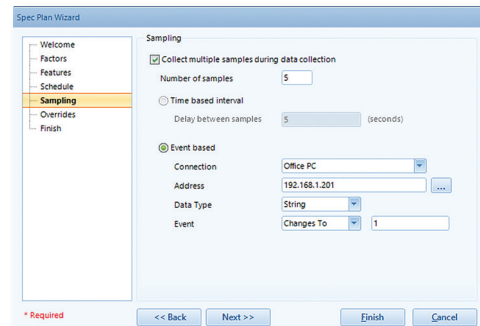 Spec Plan Wizard
Welcome
Factors
Features
Schedule
Sampling
Overrides
Finish
Sampling
Collect multiple samples during data collection
Number of samples 5
Time based interval
Delay between samples 5 (seconds)
Event based
Connection Office PC
Address 192.168.1.201 ...
Data Type String
Event Changes To 1
* Required << Back Next >> Finish Cancel